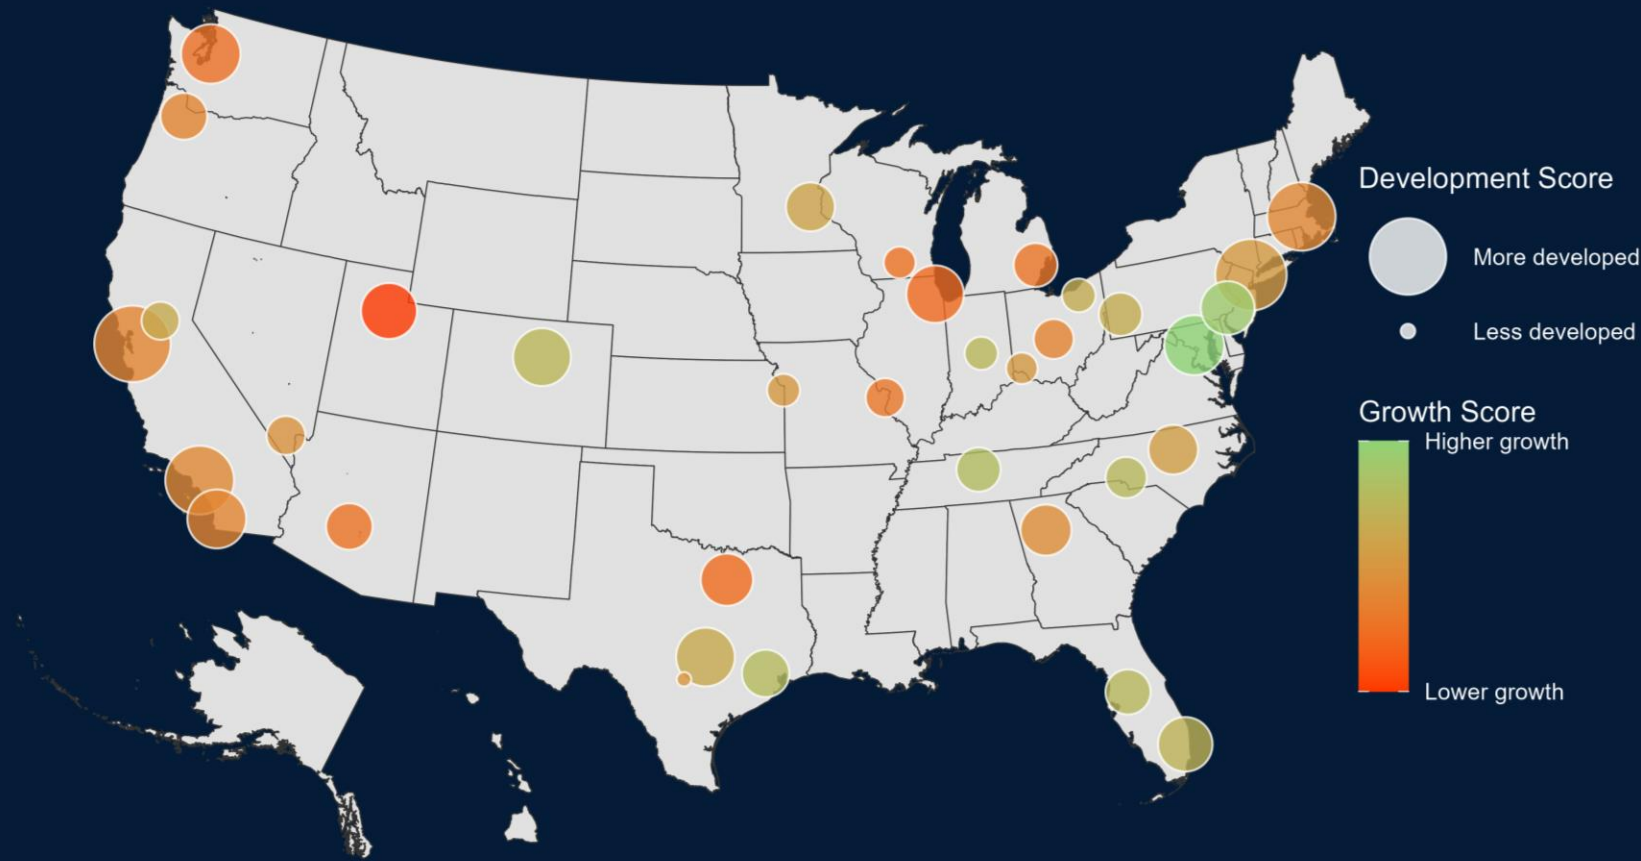 Development Score
More developed
Less developed
Growth Score
Higher growth
Lower growth